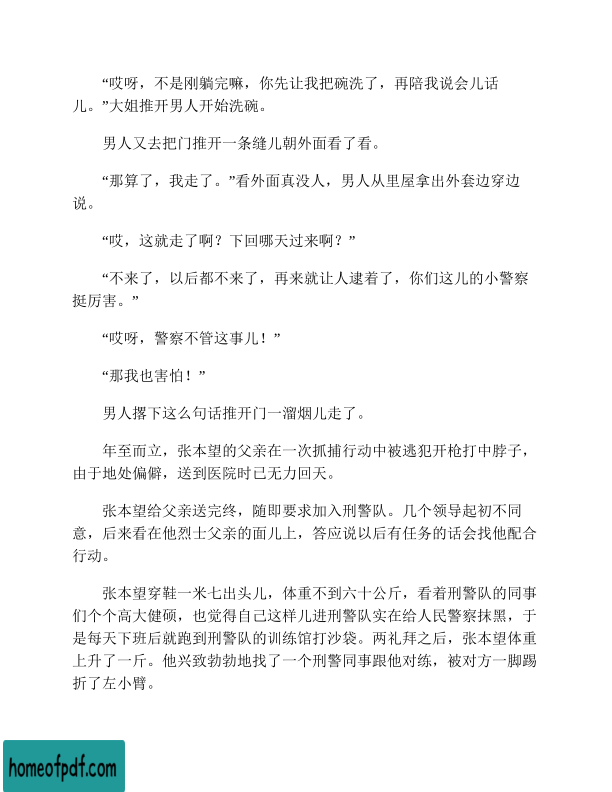 “哎呀，不是刚躺完嘛，你先让我把碗洗了，再陪我说会儿话
儿。”大姐推开男人开始洗碗。
男人又去把门推开一条缝儿朝外面看了看。
“那算了，我走了。”看外面真没人，男人从里屋拿出外套边穿边
说。
“哎，这就走了啊？下回哪天过来啊？”
“不来了，以后都不来了，再来就让人逮着了，你们这儿的小警察
挺厉害。”
“哎呀，警察不管这事儿！”
“那我也害怕！”
男人撂下这么句话推开门一溜烟儿走了。
年至而立，张本望的父亲在一次抓捕行动中被逃犯开枪打中脖子，
由于地处偏僻，送到医院时已无力回天。
张本望给父亲送完终，随即要求加入刑警队。几个领导起初不同
意，后来看在他烈士父亲的面儿上，答应说以后有任务的话会找他配合
行动。
张本望穿鞋一米七出头儿，体重不到六十公斤，看着刑警队的同事
们个个高大健硕，也觉得自己这样儿进刑警队实在给人民警察抹黑，于
是每天下班后就跑到刑警队的训练馆打沙袋。两礼拜之后，张本望体重
上升了一斤。他兴致勃勃地找了一个刑警同事跟他对练，被对方一脚踢
折了左小臂。
homeofpdf.com